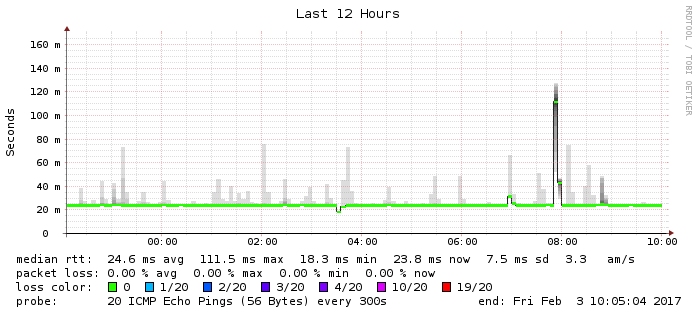 Last 12 Hours
RRDTOOL / TOBI OETIKER
Seconds
160 m
140 m
120 m
100 m
80 m
60 m
40 m
20 m
0
00:00 02:00 04:00 06:00 08:00 10:00
median rtt: 24.6 ms avg 111.5 ms max 18.3 ms min 23.8 ms now 7.5 ms sd 3.3 am/s
packet loss: 0.00 % avg 0.00 % max 0.00 % min 0.00 % now
loss color: 0 1/20 2/20 3/20 4/20 10/20 19/20
probe: 20 ICMP Echo Pings (56 Bytes) every 300s end: Fri Feb 3 10:05:04 2017